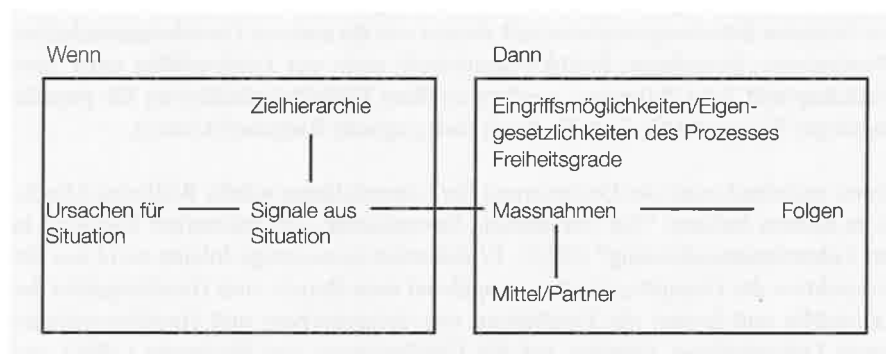 Wenn
Zielhierarchie
Ursachen für
Situation
Signale aus
Situation
Dann
Eingriffsmöglichkeiten/Eigen-
gesetzlichkeiten des Prozesses
Freiheitsgrade
Massnahmen
Folgen
Mittel/Partner